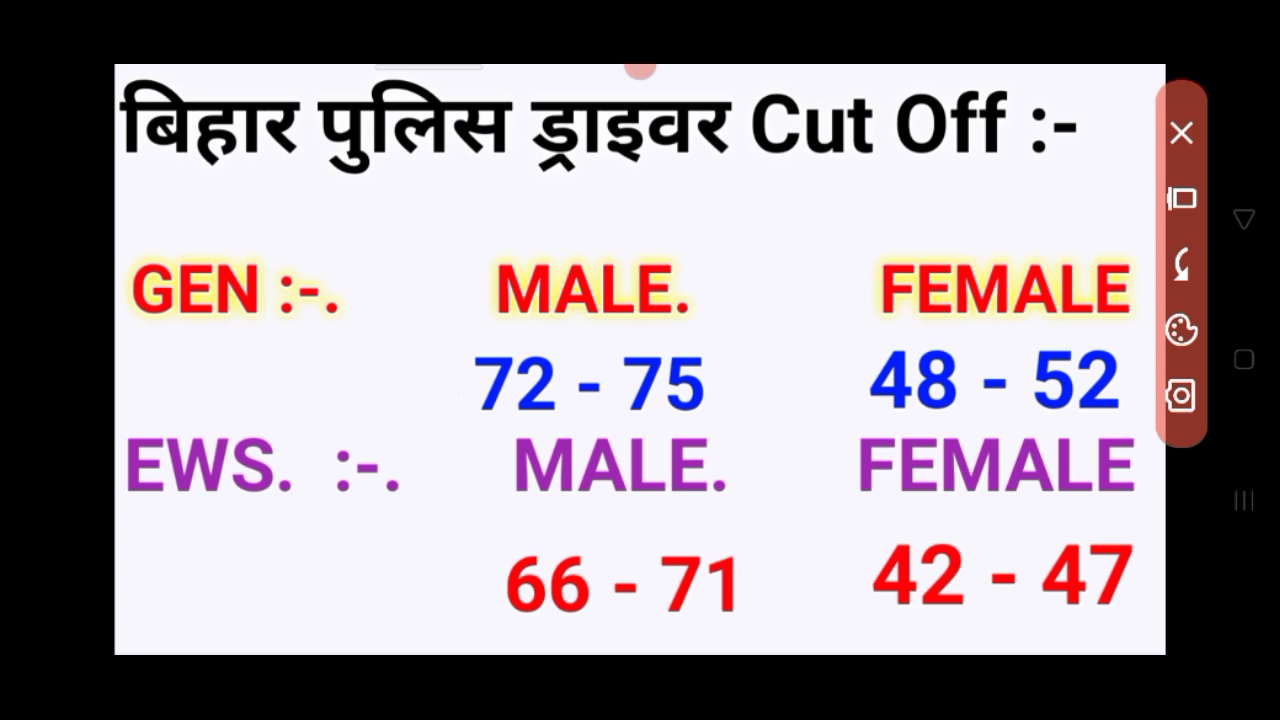 बिहार पुलिस ड्राइवर Cut Off :-
GEN :-. MALE. FEMALE
72 - 75 48 - 52
EWS. :-. MALE. FEMALE
66 - 71 42 - 47